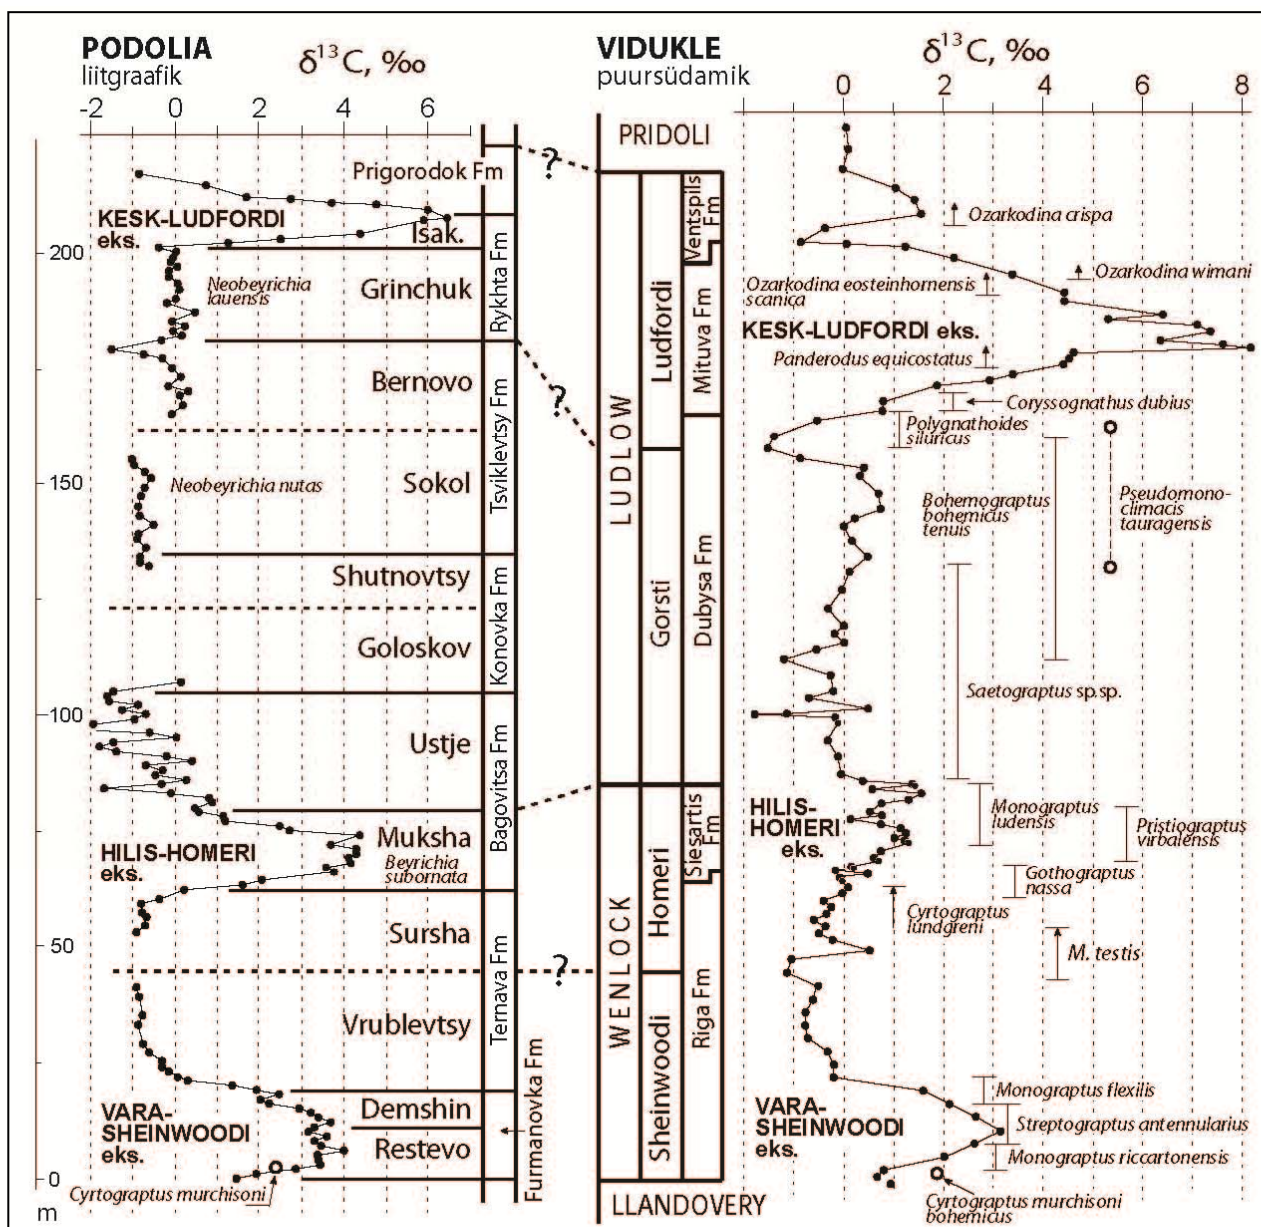 PODOLIA
liitgraafik
δ13C, ‰
-2 0 2 4 6
VIDUKLE
puursüdamik
δ13C, ‰
0 2 4 6 8
200
150
100
50
0
m
Prigorodok Fm
KESK-LUDFORDI
eks.
Isak.
Neobeyrichia
lauensis
Grinchuk
Bernovo
Neobeyrichia nutas
Sokol
Shutnovtsy
Goloskov
Ustje
Muksha
HILIS-HOMERI
eks.
Beyrichia
subornata
Sursha
Vrublevtsy
VARA-
SHEINWOODI
eks.
Demshin
Restevo
Cyrtograptus murchisoni
Rykhta Fm
Tsviklevtsy Fm
Konovka Fm
Bagovitsa Fm
Ternava Fm
Furmanovka Fm
?
?
?
PRIDOLI
LUDLOW
WENLOCK
LLANDOVERY
Ludfordi
Gorsti
Homeri
Sheinwoodi
Ventspils
Fm
Mituva Fm
Dubysa Fm
Siesartis
Fm
Riga Fm
Ozarkodina crispa
Ozarkodina wimani
Ozarkodina eosteinhornensis
scanica
KESK-LUDFORDI eks.
Panderodus equicostatus
Coryssognathus dubius
Polygnathoides
siluricus
Bohemograptus
bohemicus
tenuis
Pseudomono-
climacis
tauragensis
Saetograptus sp.sp.
HILIS-
HOMERI
eks.
Monograptus
ludensis
Pristiograptus
virbalensis
Gothograptus
nassa
Cyrtograptus
lundgreni
M. testis
Monograptus flexilis
VARA-
SHEINWOODI
eks.
Streptograptus antennularius
Monograptus riccartonensis
Cyrtograptus murchisoni
bohemicus